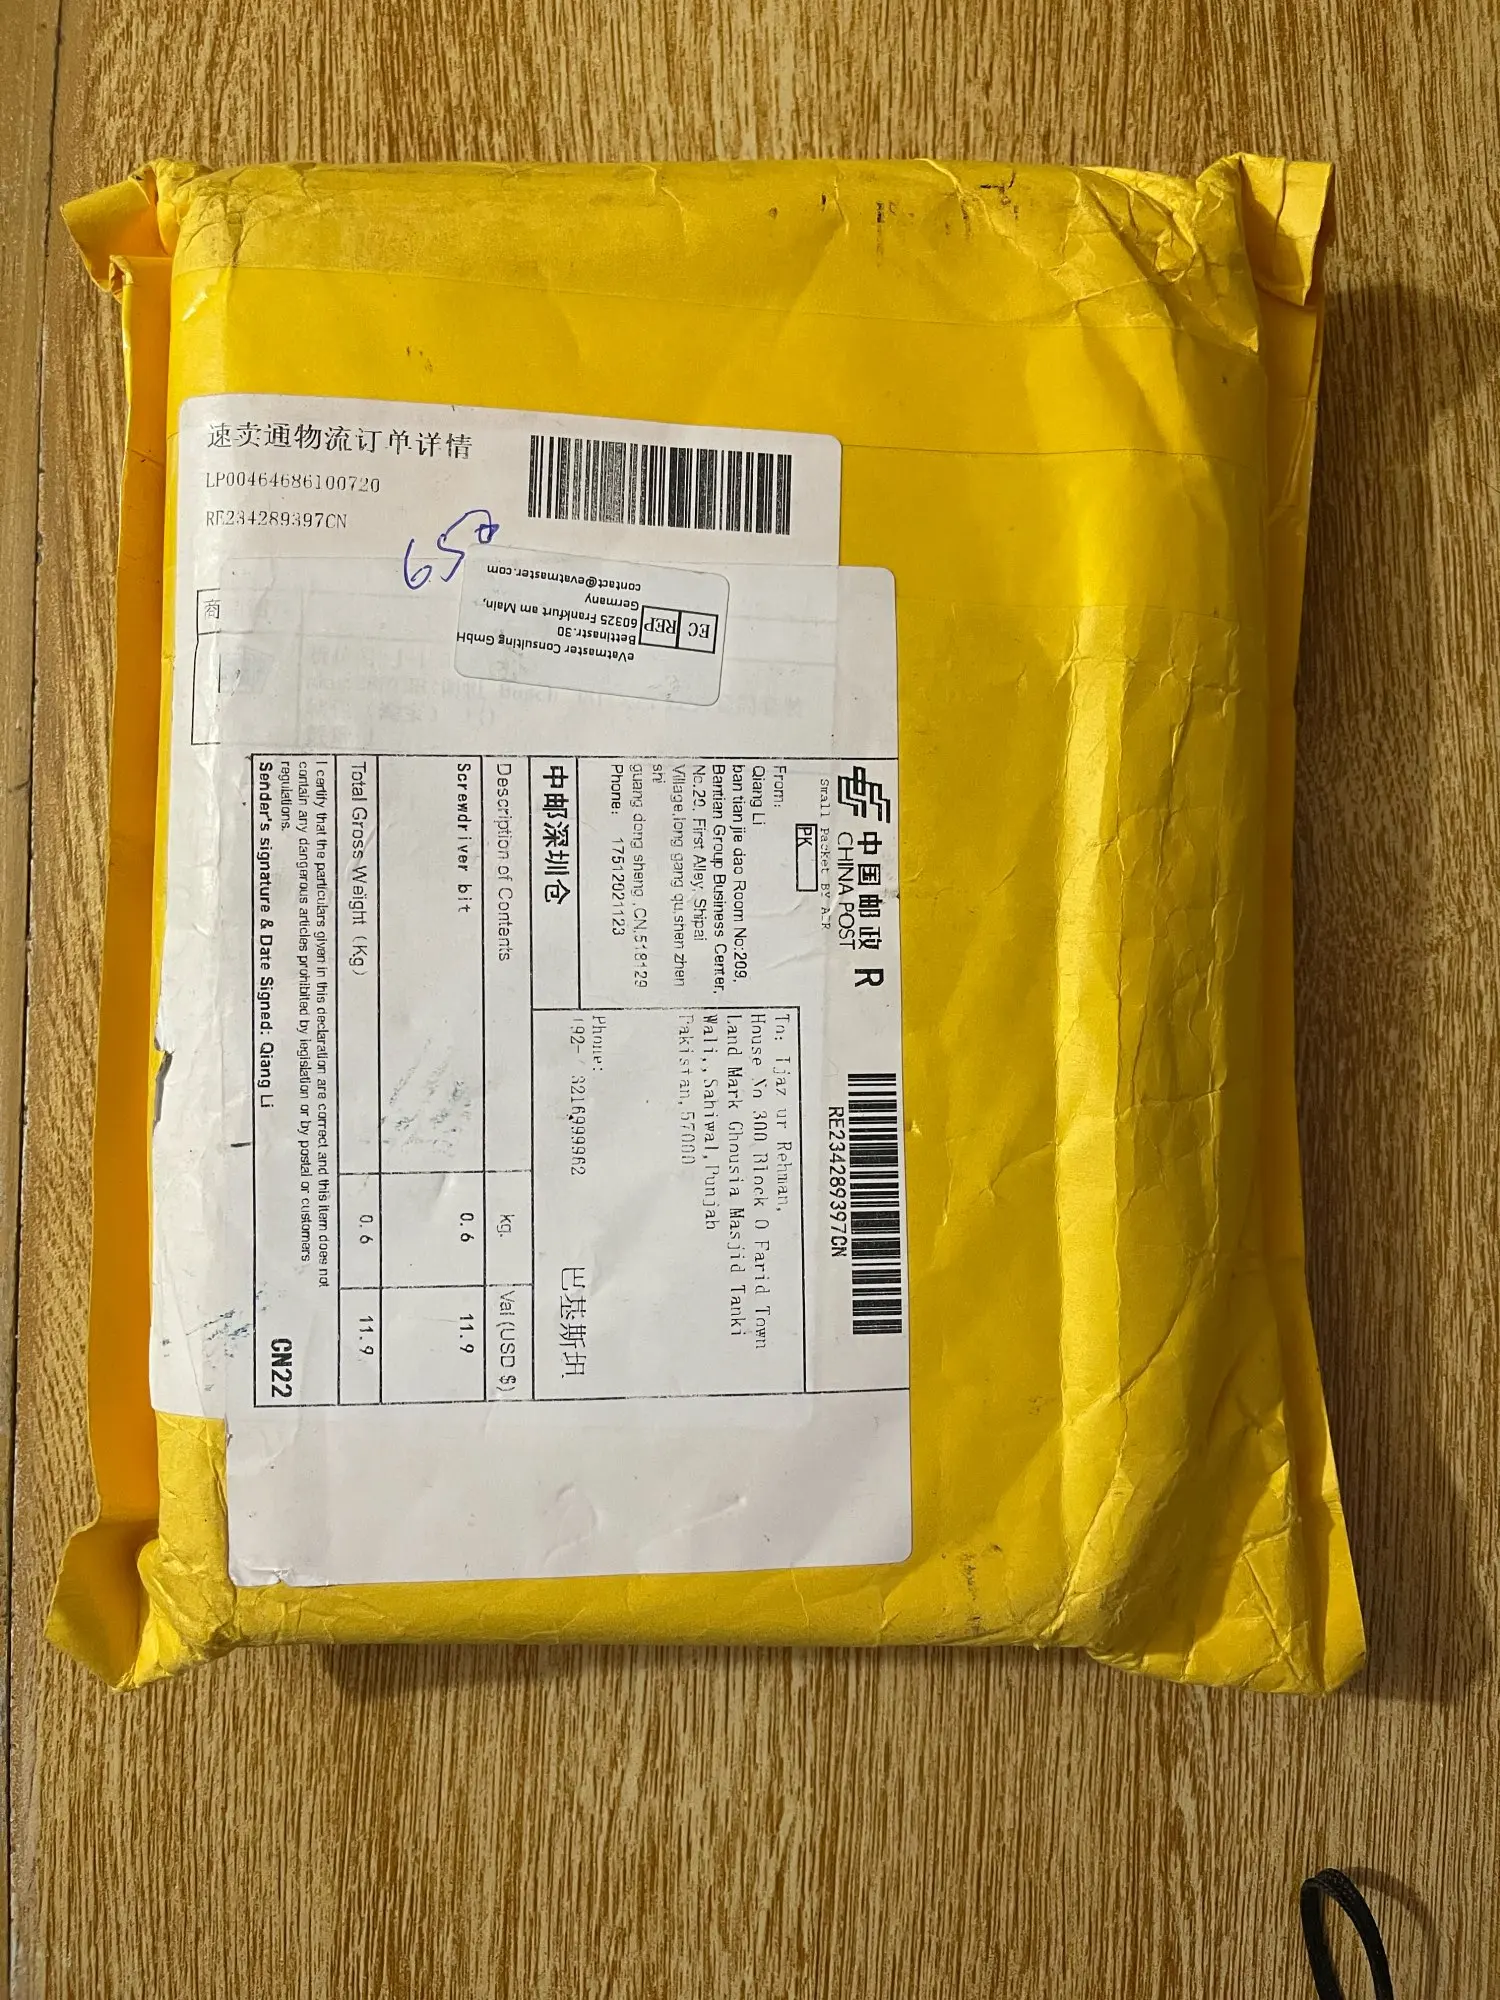 速卖通物流订单详情
LP00464686100720
RE234289397CN
650
商
eVatmaster Consulting GmbH
Bettinastr.30
60325 Frankfurt am Main,
Germany
contact@evatmaster.com
EC REP
中国邮政 R
CHINA POST
Small Packet BY AIR
PK
RE234289397CN
From:
Qiang Li
ban tian jie dao Room No:209,
Bantian Group Business Center,
No.29, First Alley, Shipai
Village,long gang qu,shen zhen
shi
guang dong sheng ,CN,518129
Phone: 17512021123
To: Ijaz ur Rehman,
House No 300 Block O Farid Town
Land Mark Ghousia Masjid Tanki
Wali,,Sahiwal,Punjab
Pakistan,57000
Phone:
3216999962
巴基斯坦
中邮深圳仓
Description of Contents kg. Val (USD $)
Screwdriver bit 0.6 11.9
Total Gross Weight (Kg) 0.6 11.9
I certify that the particulars given in this declaration are correct and this item does not
contain any dangerous articles prohibited by legislation or by postal or customers
regulations.
Sender's signature & Date Signed: Qiang Li
CN22